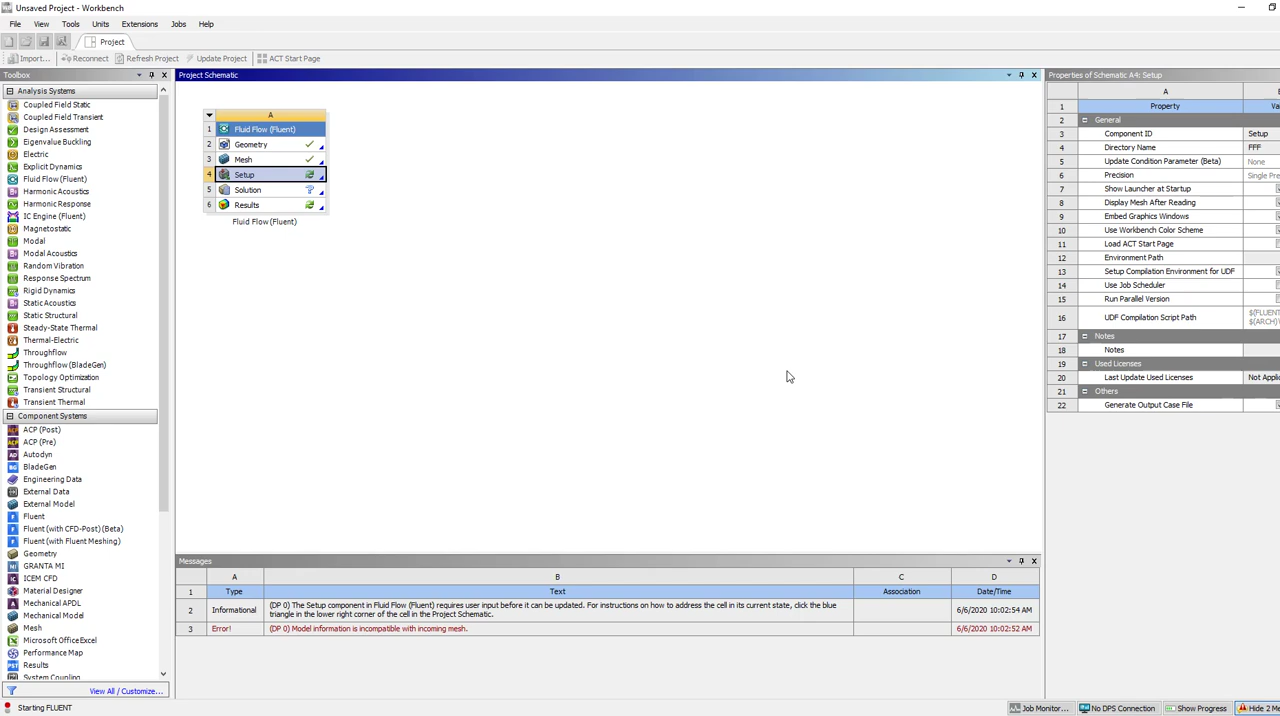 Unsaved Project - Workbench
File View Tools Units Extensions Jobs Help
Project
Import... Reconnect Refresh Project Update Project ACT Start Page
Toolbox
Analysis Systems
Coupled Field Static
Coupled Field Transient
Design Assessment
Eigenvalue Buckling
Electric
Explicit Dynamics
Fluid Flow (Fluent)
Harmonic Acoustics
Harmonic Response
IC Engine (Fluent)
Magnetostatic
Modal
Modal Acoustics
Random Vibration
Response Spectrum
Rigid Dynamics
Static Acoustics
Static Structural
Steady-State Thermal
Thermal-Electric
Throughflow
Throughflow (BladeGen)
Topology Optimization
Transient Structural
Transient Thermal
Component Systems
ACP (Post)
ACP (Pre)
Autodyn
BladeGen
Engineering Data
External Data
External Model
Fluent
Fluent (with CFD-Post) (Beta)
Fluent (with Fluent Meshing)
Geometry
GRANTA MI
ICEM CFD
Material Designer
Mechanical APDL
Mechanical Model
Mesh
Microsoft Office Excel
Performance Map
Results
System Coupling
View All / Customize...
Starting FLUENT
Project Schematic
A
1 Fluid Flow (Fluent)
2 Geometry
3 Mesh
4 Setup
5 Solution
6 Results
Fluid Flow (Fluent)
Messages
A B C D
1 Type Text Association Date/Time
2 Informational (DP 0) The Setup component in Fluid Flow (Fluent) requires user input before it can be updated. For instructions on how to address the cell in its current state, click the blue
triangle in the lower right corner of the cell in the Project Schematic. 6/6/2020 10:02:54 AM
3 Error! (DP 0) Model information is incompatible with incoming mesh. 6/6/2020 10:02:52 AM
Properties of Schematic A4: Setup
A
1 Property
2 General
3 Component ID Setup
4 Directory Name FFF
5 Update Condition Parameter (Beta) None
6 Precision Single
7 Show Launcher at Startup
8 Display Mesh After Reading
9 Embed Graphics Windows
10 Use Workbench Color Scheme
11 Load ACT Start Page
12 Environment Path
13 Setup Compilation Environment for UDF
14 Use Job Scheduler
15 Run Parallel Version
16 UDF Compilation Script Path $(FLUEN
$(ARCH)\
17 Notes
18 Notes
19 Used Licenses
20 Last Update Used Licenses Not
21 Others
22 Generate Output Case File
Job Monitor... No DPS Connection Show Progress Hide 2